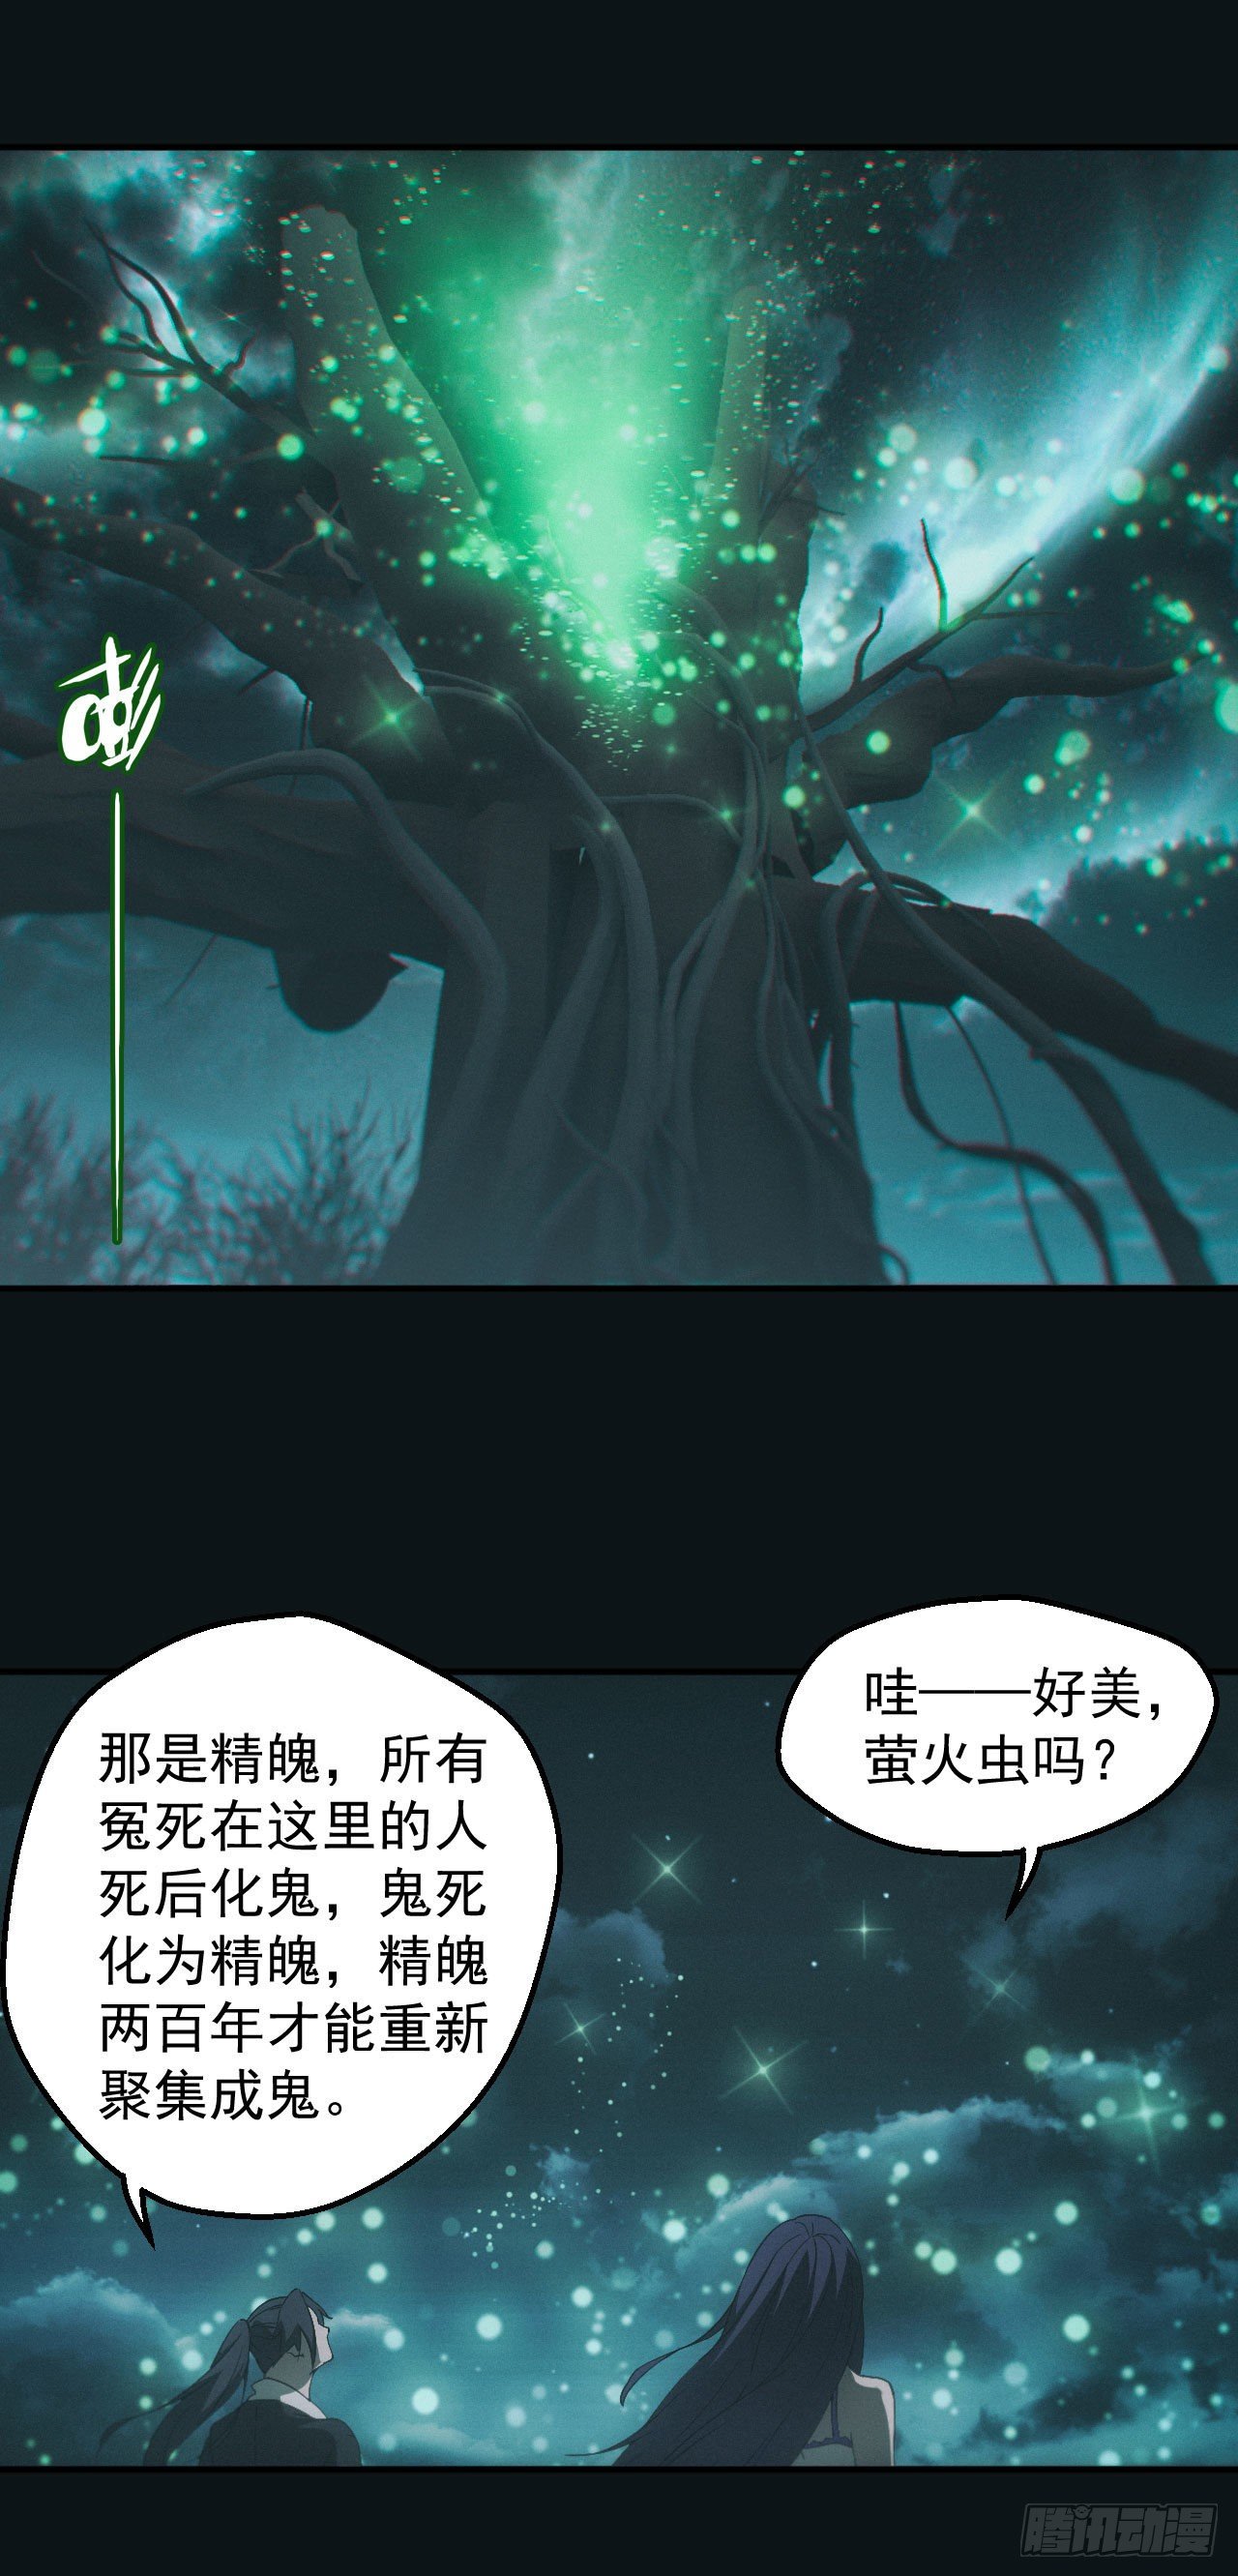 嘭——
哇——好美，
萤火虫吗？
那是精魄，所有
冤死在这里的人
死后化鬼，鬼死
化为精魄，精魄
两百年才能重新
聚集成鬼。
腾讯动漫